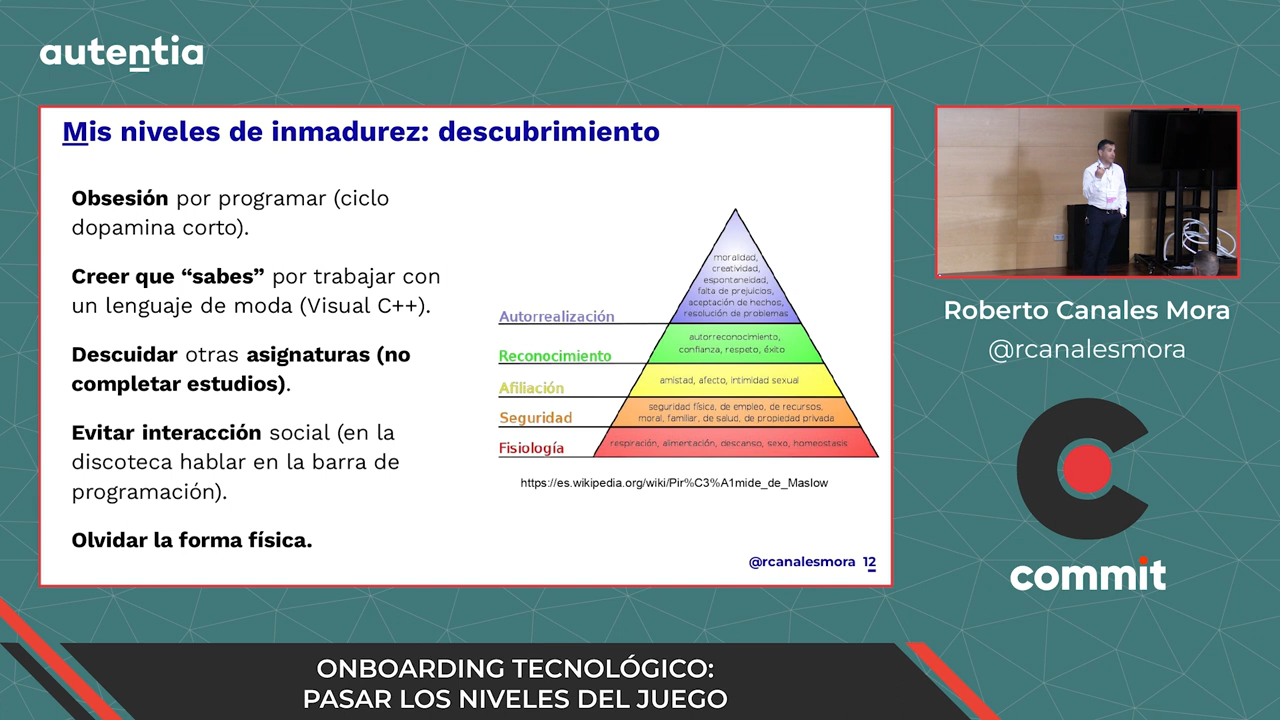 autentia
Mis niveles de inmadurez: descubrimiento
Obsesión por programar (ciclo
dopamina corto).
Creer que “sabes” por trabajar con
un lenguaje de moda (Visual C++).
Descuidar otras asignaturas (no
completar estudios).
Evitar interacción social (en la
discoteca hablar en la barra de
programación).
Olvidar la forma física.
moralidad,
creatividad,
espontaneidad,
falta de prejuicios,
aceptación de hechos,
resolución de problemas
Autorrealización
autorreconocimiento,
confianza, respeto, éxito
Reconocimiento
amistad, afecto, intimidad sexual
Afiliación
seguridad física, de empleo, de recursos,
moral, familiar, de salud, de propiedad privada
Seguridad
respiración, alimentación, descanso, sexo, homeostasis
Fisiología
https://es.wikipedia.org/wiki/Pir%C3%A1mide_de_Maslow
@rcanalesmora 12
Roberto Canales Mora
@rcanalesmora
commit
ONBOARDING TECNOLÓGICO:
PASAR LOS NIVELES DEL JUEGO